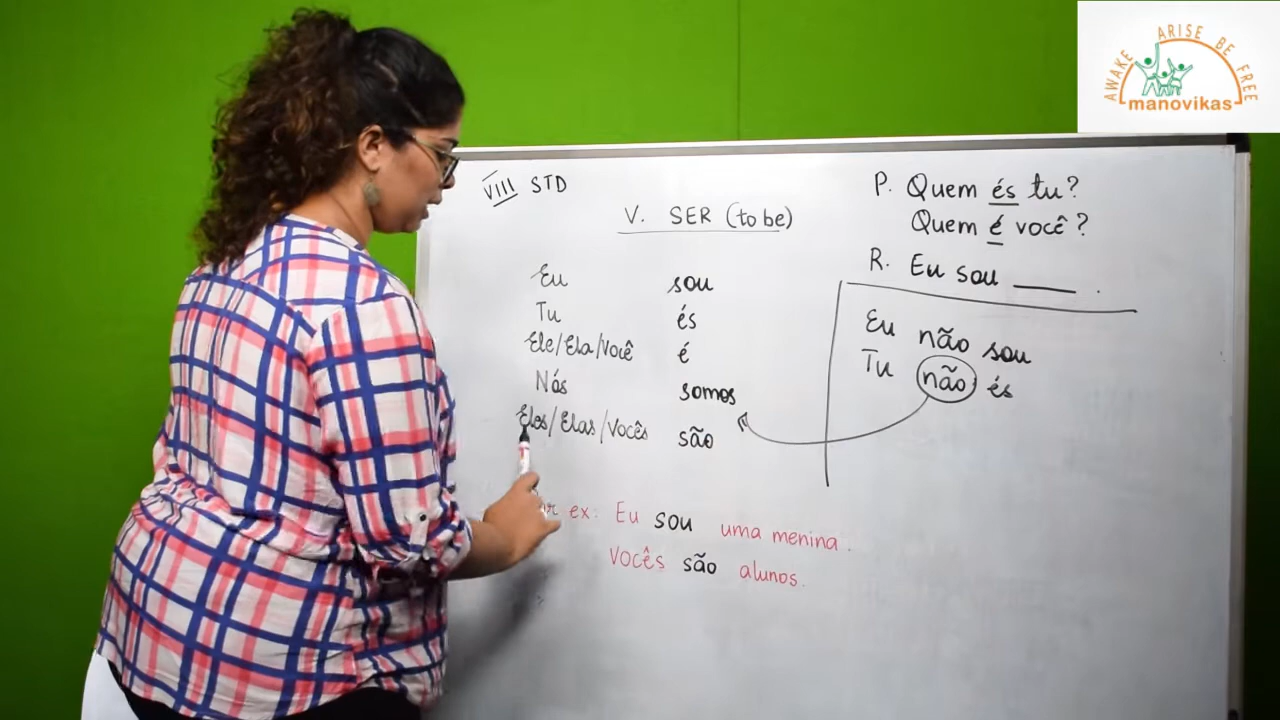 VIII STD
V. SER (to be)
Eu sou
Tu és
Ele/Ela/Você é
Nós somos
Eles/Elas/Vocês são
ex: Eu sou uma menina.
Vocês são alunos.
P. Quem és tu?
Quem é você?
R. Eu sou ____ .
Eu não sou
Tu não és
AWAKE ARISE BE FREE
manovikas